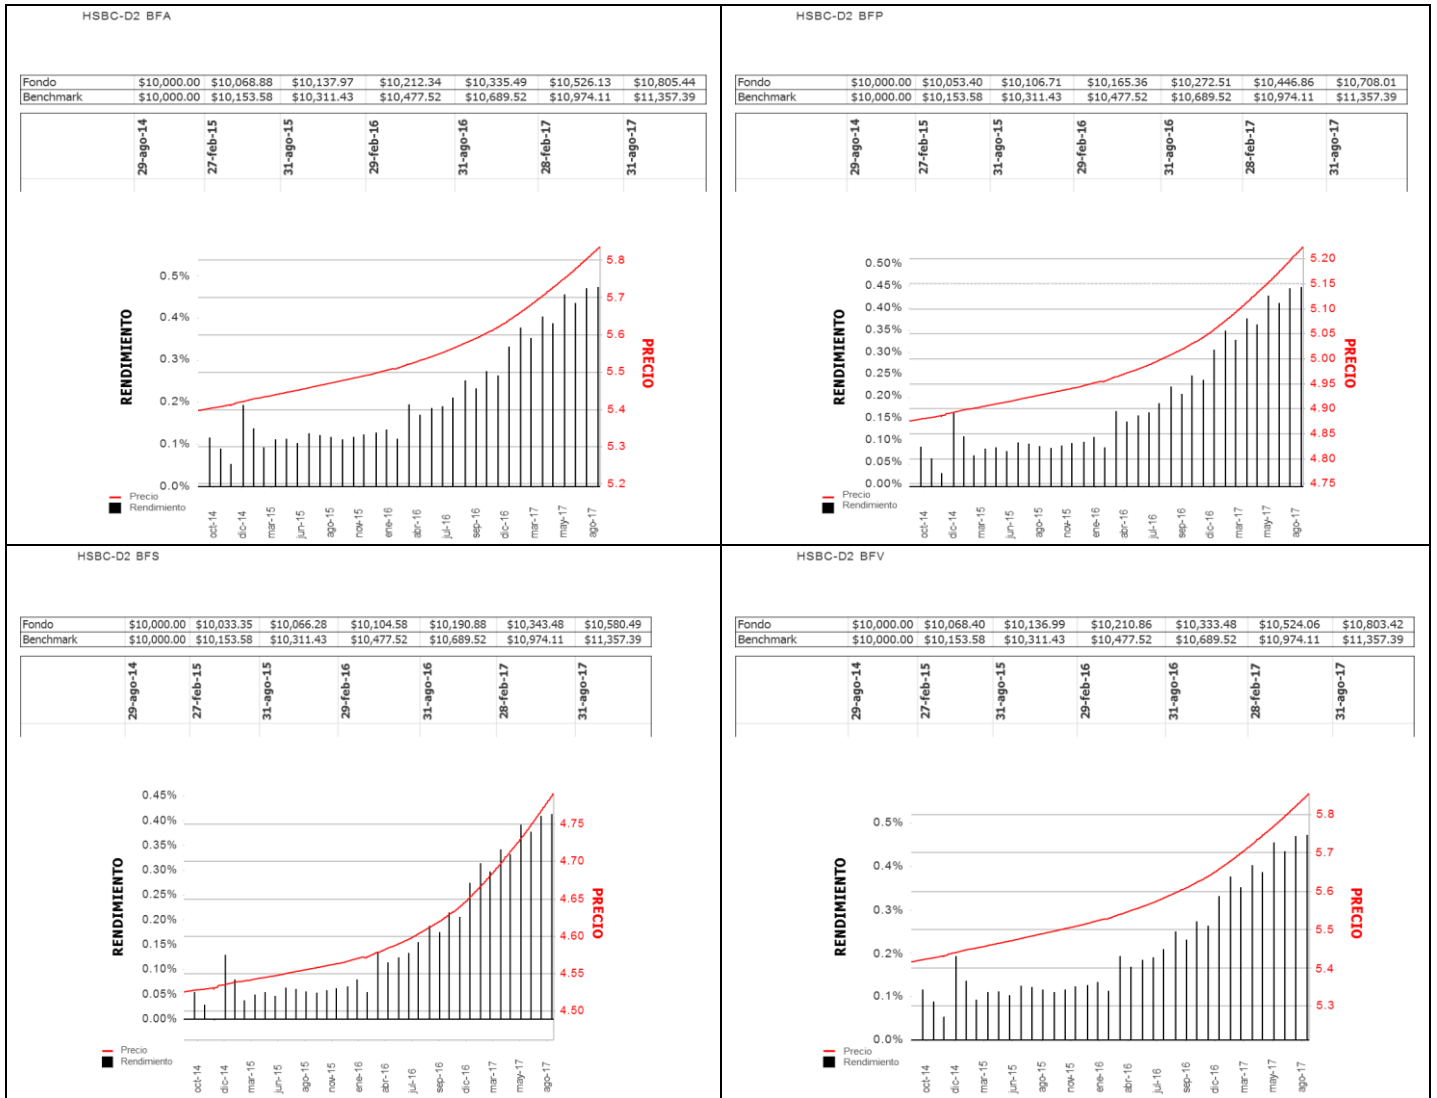 HSBC-D2 BFA
Fondo $10,000.00 $10,068.88 $10,137.97 $10,212.34 $10,335.49 $10,526.13 $10,805.44
Benchmark $10,000.00 $10,153.58 $10,311.43 $10,477.52 $10,689.52 $10,974.11 $11,357.39
29-ago-14 27-feb-15 31-ago-15 29-feb-16 31-ago-16 28-feb-17 31-ago-17
RENDIMIENTO
0.5%
0.4%
0.3%
0.2%
0.1%
0.0%
5.8
5.7
5.6
5.5
5.4
5.3
5.2
PRECIO
Precio
Rendimiento
oct-14 dic-14 mar-15 jun-15 ago-15 nov-15 ene-16 abr-16 jul-16 sep-16 dic-16 mar-17 may-17 ago-17
HSBC-D2 BFP
Fondo $10,000.00 $10,053.40 $10,106.71 $10,165.36 $10,272.51 $10,446.86 $10,708.01
Benchmark $10,000.00 $10,153.58 $10,311.43 $10,477.52 $10,689.52 $10,974.11 $11,357.39
29-ago-14 27-feb-15 31-ago-15 29-feb-16 31-ago-16 28-feb-17 31-ago-17
RENDIMIENTO
0.50%
0.45%
0.40%
0.35%
0.30%
0.25%
0.20%
0.15%
0.10%
0.05%
0.00%
5.20
5.15
5.10
5.05
5.00
4.95
4.90
4.85
4.80
4.75
PRECIO
Precio
Rendimiento
oct-14 dic-14 mar-15 jun-15 ago-15 nov-15 ene-16 abr-16 jul-16 sep-16 dic-16 mar-17 may-17 ago-17
HSBC-D2 BFS
Fondo $10,000.00 $10,033.35 $10,066.28 $10,104.58 $10,190.88 $10,343.48 $10,580.49
Benchmark $10,000.00 $10,153.58 $10,311.43 $10,477.52 $10,689.52 $10,974.11 $11,357.39
29-ago-14 27-feb-15 31-ago-15 29-feb-16 31-ago-16 28-feb-17 31-ago-17
RENDIMIENTO
0.45%
0.40%
0.35%
0.30%
0.25%
0.20%
0.15%
0.10%
0.05%
0.00%
4.75
4.70
4.65
4.60
4.55
4.50
PRECIO
Precio
Rendimiento
oct-14 dic-14 mar-15 jun-15 ago-15 nov-15 ene-16 abr-16 jul-16 sep-16 dic-16 mar-17 may-17 ago-17
HSBC-D2 BFV
Fondo $10,000.00 $10,068.40 $10,136.99 $10,210.86 $10,333.48 $10,524.06 $10,803.42
Benchmark $10,000.00 $10,153.58 $10,311.43 $10,477.52 $10,689.52 $10,974.11 $11,357.39
29-ago-14 27-feb-15 31-ago-15 29-feb-16 31-ago-16 28-feb-17 31-ago-17
RENDIMIENTO
0.5%
0.4%
0.3%
0.2%
0.1%
0.0%
5.8
5.7
5.6
5.5
5.4
5.3
PRECIO
Precio
Rendimiento
oct-14 dic-14 mar-15 jun-15 ago-15 nov-15 ene-16 abr-16 jul-16 sep-16 dic-16 mar-17 may-17 ago-17